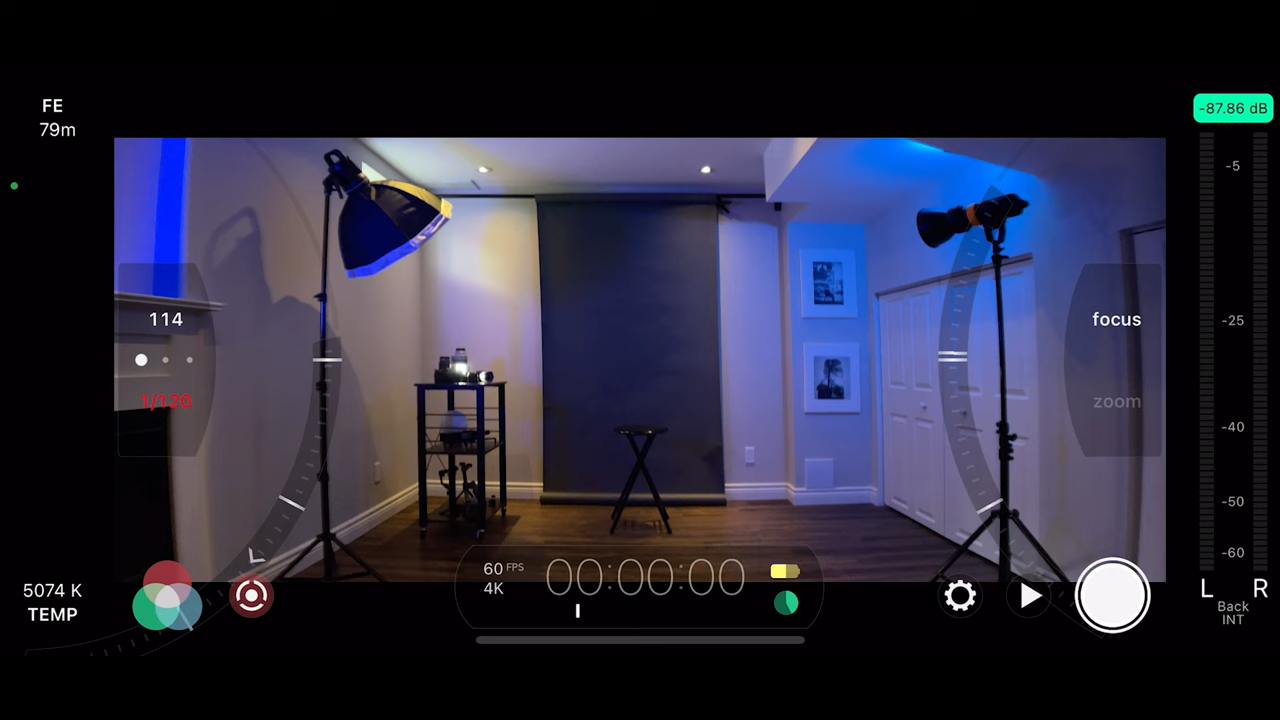 FE
79m
-87.86 dB
-5
114
-25
focus
1/120
zoom
-40
-50
-60
60 FPS
4K
00:00:00
5074 K
TEMP
L R
Back
INT